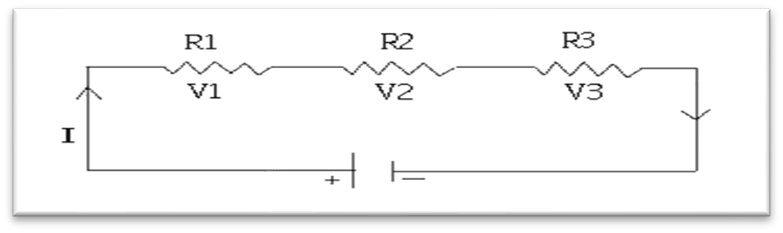 R1 R2 R3
V1 V2 V3
I
+ −